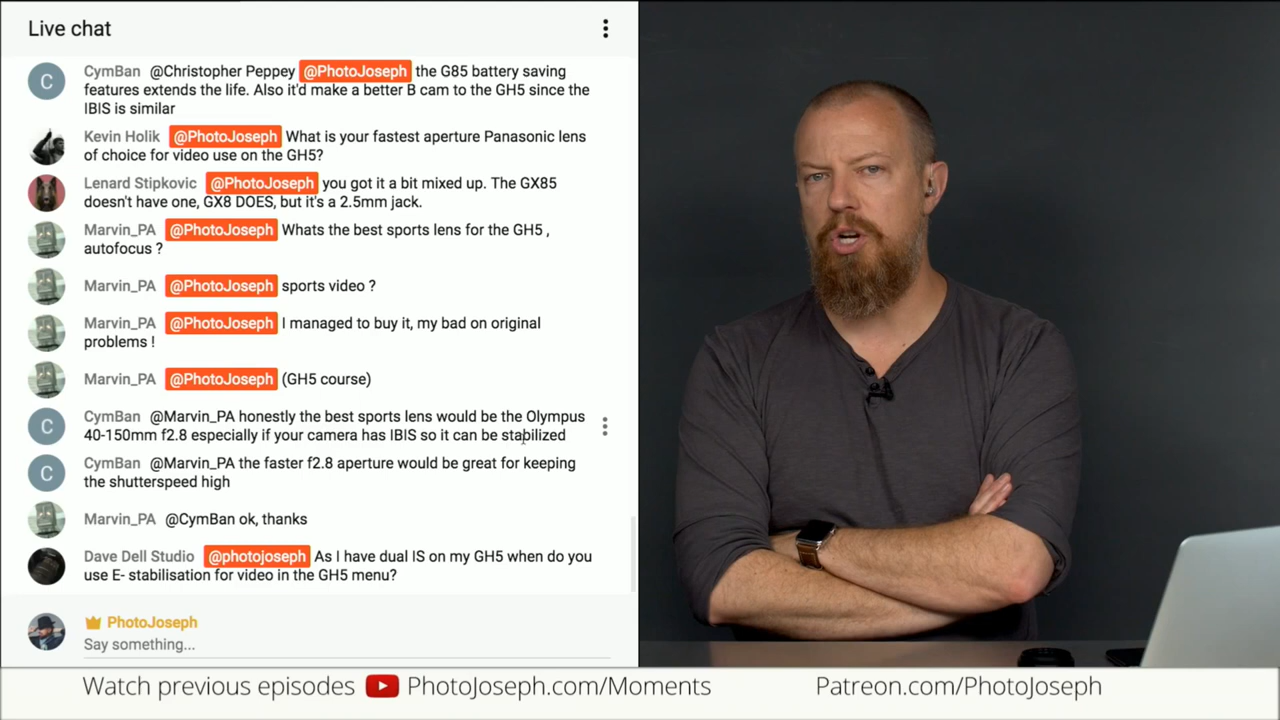 Live chat
CymBan @Christopher Peppey @PhotoJoseph the G85 battery saving
features extends the life. Also it'd make a better B cam to the GH5 since the
IBIS is similar
Kevin Holik @PhotoJoseph What is your fastest aperture Panasonic lens
of choice for video use on the GH5?
Lenard Stipkovic @PhotoJoseph you got it a bit mixed up. The GX85
doesn't have one, GX8 DOES, but it's a 2.5mm jack.
Marvin_PA @PhotoJoseph Whats the best sports lens for the GH5 ,
autofocus ?
Marvin_PA @PhotoJoseph sports video ?
Marvin_PA @PhotoJoseph I managed to buy it, my bad on original
problems !
Marvin_PA @PhotoJoseph (GH5 course)
C CymBan @Marvin_PA honestly the best sports lens would be the Olympus
40-150mm f2.8 especially if your camera has IBIS so it can be stabilized
C CymBan @Marvin_PA the faster f2.8 aperture would be great for keeping
the shutterspeed high
Marvin_PA @CymBan ok, thanks
Dave Dell Studio @photojoseph As I have dual IS on my GH5 when do you
use E- stabilisation for video in the GH5 menu?
PhotoJoseph
Say something...
Watch previous episodes PhotoJoseph.com/Moments Patreon.com/PhotoJoseph